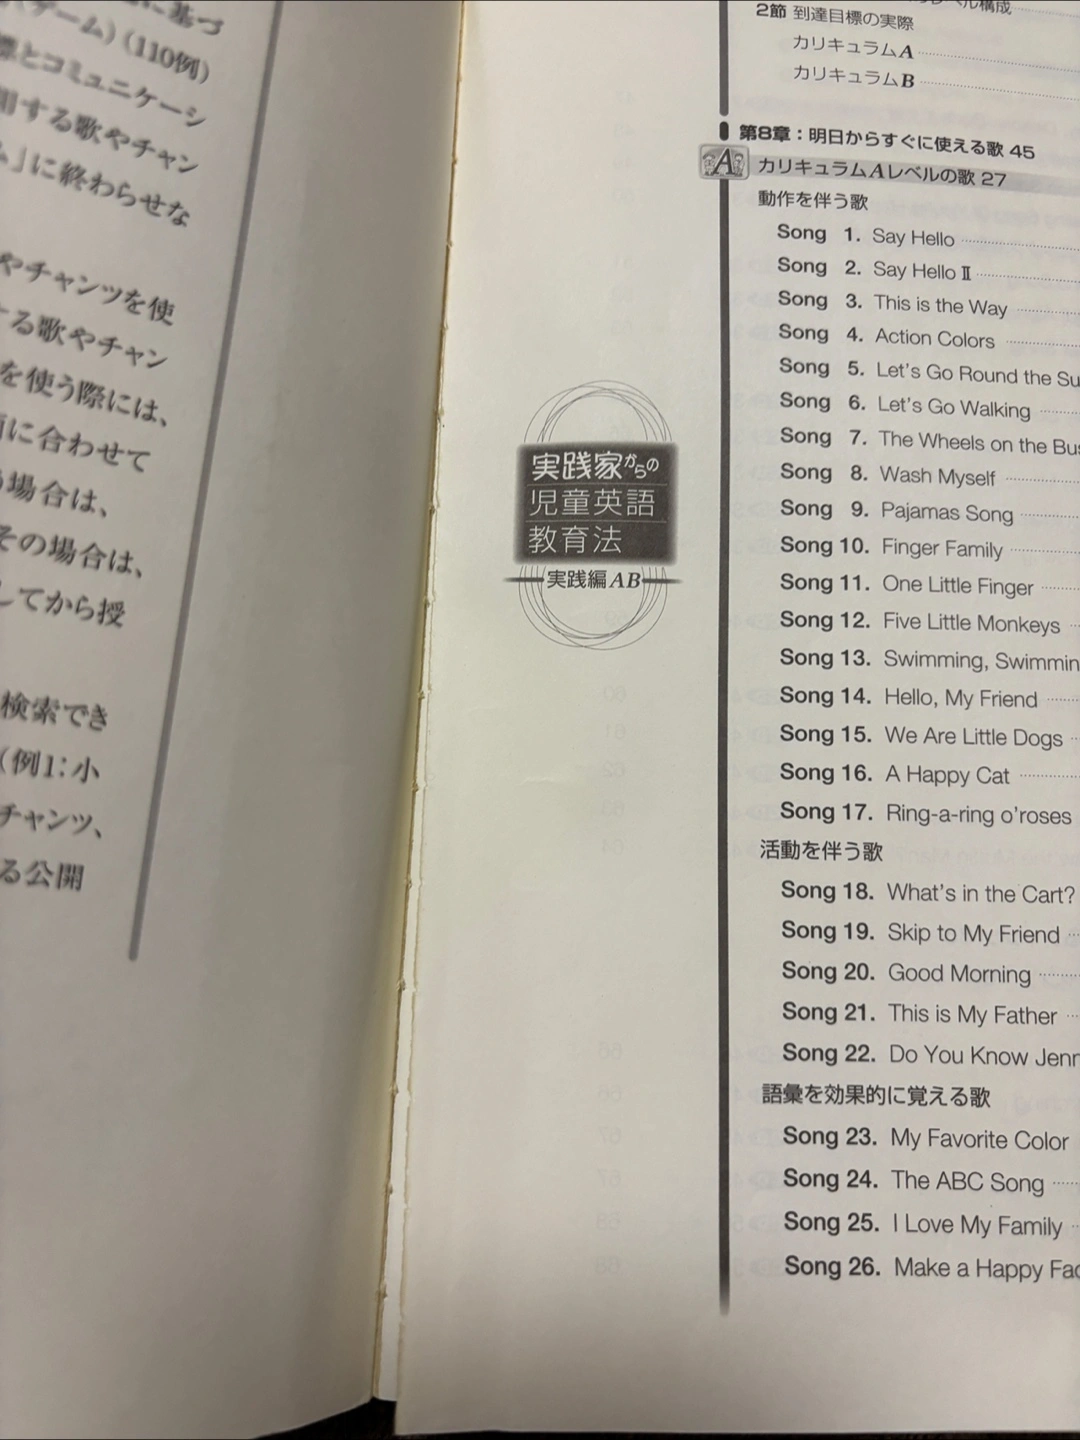 に基づ
ゲーム)(110例)
標とコミュニケーシ
用する歌やチャン
ム」に終わらせな
やチャンツを使
する歌やチャン
を使う際には、
に合わせて
場合は、
その場合は、
してから授
検索でき
(例1:小
チャンツ、
る公開
実践家からの
児童英語
教育法
実践編AB
レベル構成
2節 到達目標の実際
カリキュラムA
カリキュラムB
第8章:明日からすぐに使える歌 45
A カリキュラムAレベルの歌 27
動作を伴う歌
Song 1. Say Hello
Song 2. Say Hello II
Song 3. This is the Way
Song 4. Action Colors
Song 5. Let's Go Round the Su
Song 6. Let's Go Walking
Song 7. The Wheels on the Bus
Song 8. Wash Myself
Song 9. Pajamas Song
Song 10. Finger Family
Song 11. One Little Finger
Song 12. Five Little Monkeys
Song 13. Swimming, Swimmin
Song 14. Hello, My Friend
Song 15. We Are Little Dogs
Song 16. A Happy Cat
Song 17. Ring-a-ring o'roses
活動を伴う歌
Song 18. What's in the Cart?
Song 19. Skip to My Friend
Song 20. Good Morning
Song 21. This is My Father
Song 22. Do You Know Jenn
語彙を効果的に覚える歌
Song 23. My Favorite Color
Song 24. The ABC Song
Song 25. I Love My Family
Song 26. Make a Happy Fac